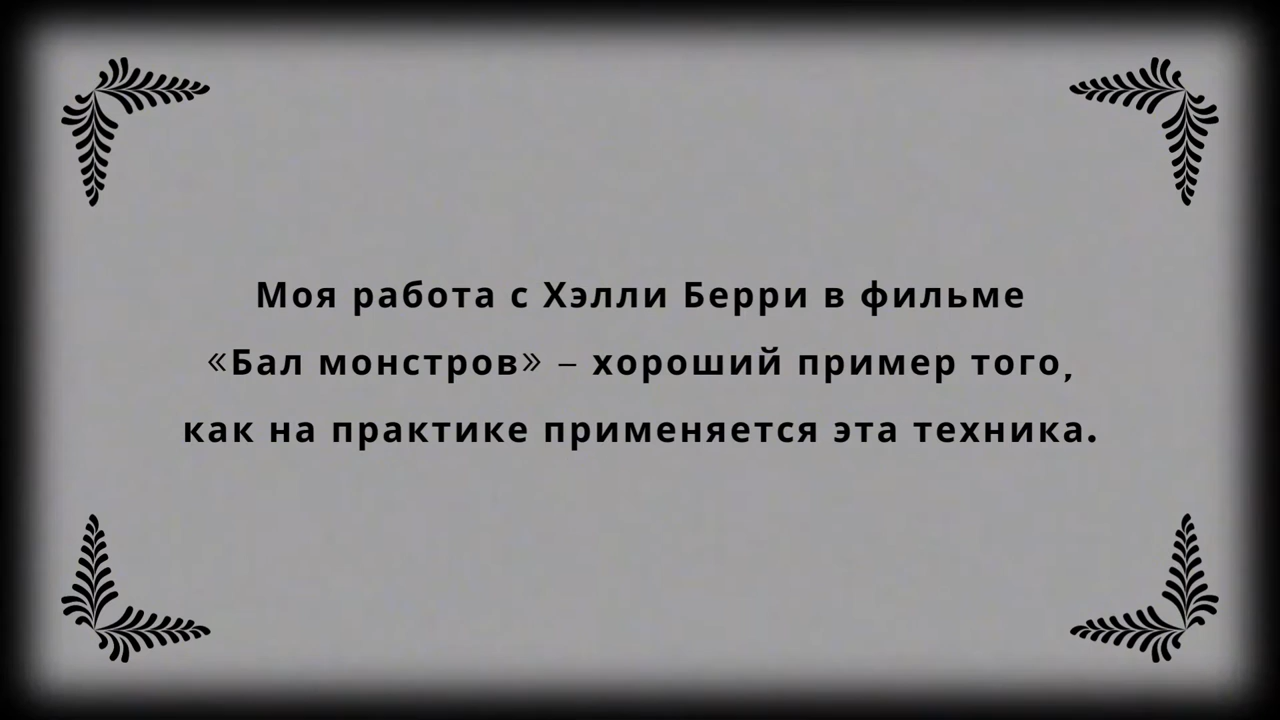 Моя работа с Хэлли Берри в фильме
«Бал монстров» – хороший пример того,
как на практике применяется эта техника.